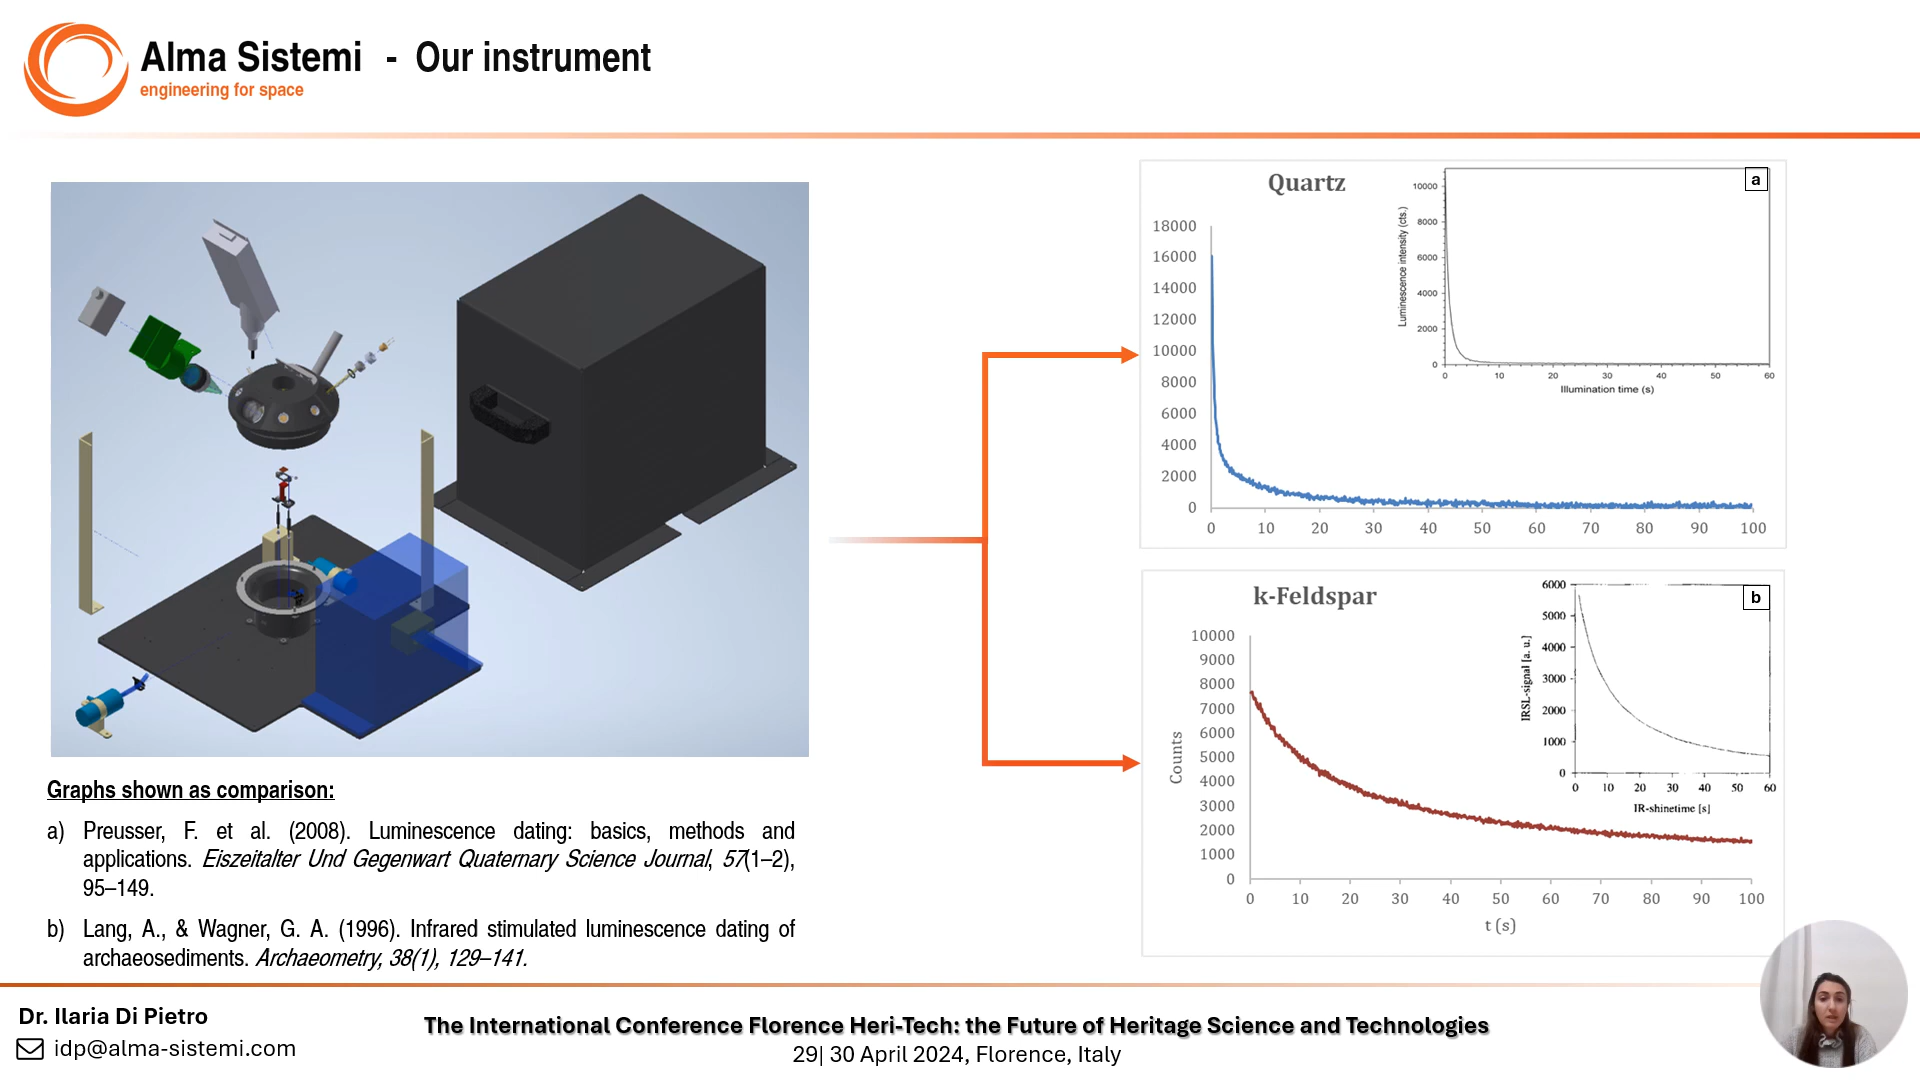 Alma Sistemi - Our instrument
engineering for space
Quartz
18000
16000
14000
12000
10000
8000
6000
4000
2000
0
0 10 20 30 40 50 60 70 80 90 100
a
Luminescence intensity (cts.)
10000
8000
6000
4000
2000
0
0 10 20 30 40 50 60
Illumination time (s)
k-Feldspar
Counts
10000
9000
8000
7000
6000
5000
4000
3000
2000
1000
0
0 10 20 30 40 50 60 70 80 90 100
t (s)
b
IRSL-signal [a. u.]
6000
5000
4000
3000
2000
1000
0
0 10 20 30 40 50 60
IR-shinetime [s]
Graphs shown as comparison:
a) Preusser, F. et al. (2008). Luminescence dating: basics, methods and
applications. Eiszeitalter Und Gegenwart Quaternary Science Journal, 57(1–2),
95–149.
b) Lang, A., & Wagner, G. A. (1996). Infrared stimulated luminescence dating of
archaeosediments. Archaeometry, 38(1), 129–141.
Dr. Ilaria Di Pietro
idp@alma-sistemi.com
The International Conference Florence Heri-Tech: the Future of Heritage Science and Technologies
29| 30 April 2024, Florence, Italy